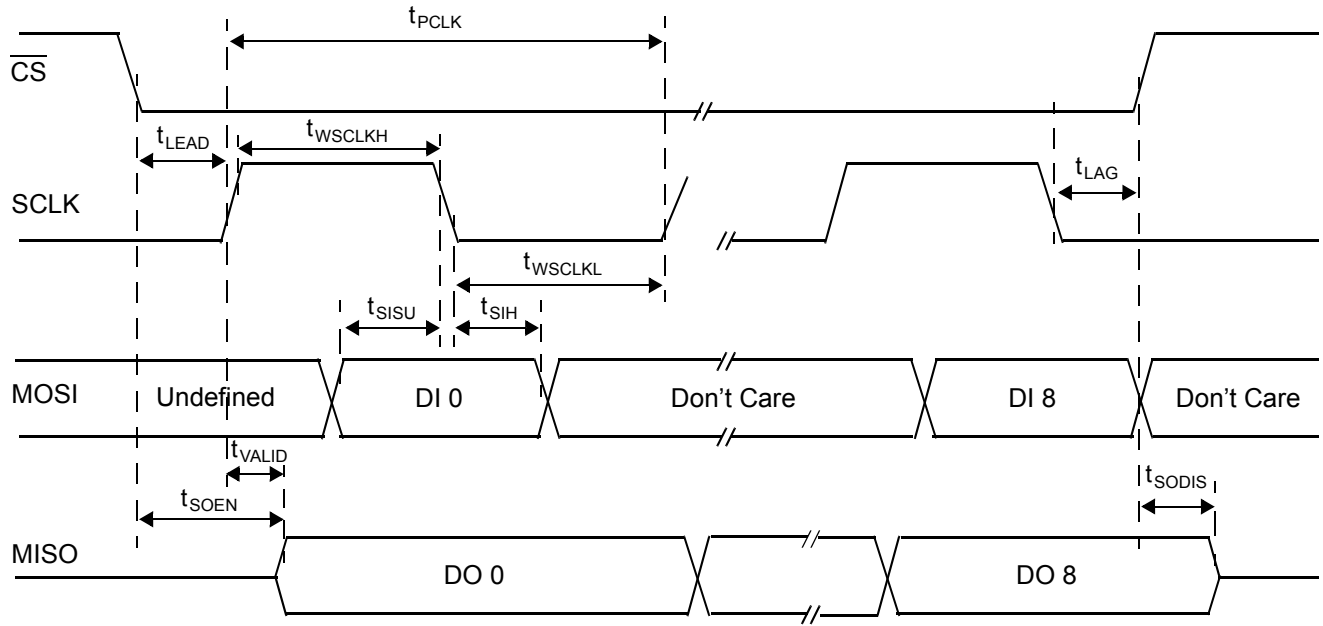 tPCLK
CS
tLEAD
tWSCLKH
tLAG
SCLK
tWSCLKL
tSISU
tSIH
MOSI
Undefined
DI 0
Don't Care
DI 8
Don't Care
tVALID
tSOEN
tSODIS
MISO
DO 0
DO 8